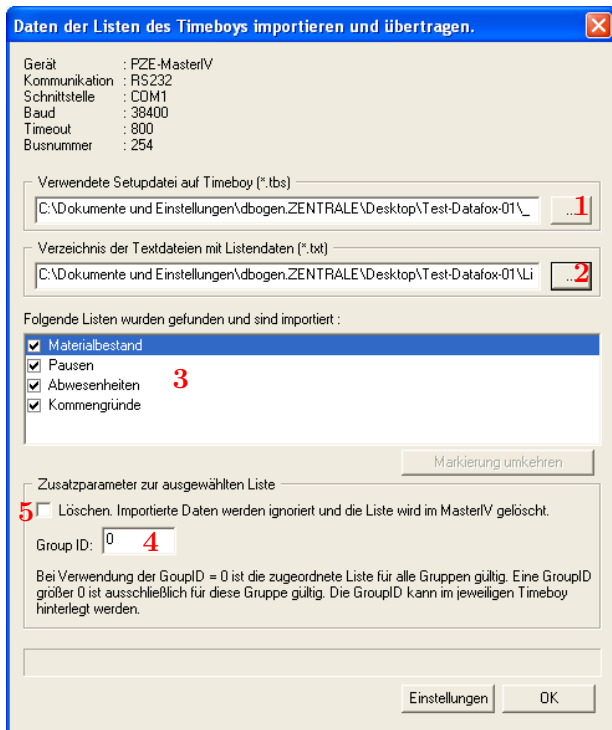 Daten der Listen des Timeboys importieren und übertragen.
Gerät : PZE-MasterIV
Kommunikation : RS232
Schnittstelle : COM1
Baud : 38400
Timeout : 800
Busnummer : 254
Verwendete Setupdatei auf Timeboy (*.tbs)
C:\Dokumente und Einstellungen\dbogen.ZENTRALE\Desktop\Test-Datafox-01\_ ... 1
Verzeichnis der Textdateien mit Listendaten (*.txt)
C:\Dokumente und Einstellungen\dbogen.ZENTRALE\Desktop\Test-Datafox-01\Li ... 2
Folgende Listen wurden gefunden und sind importiert :
Materialbestand
Pausen
Abwesenheiten 3
Kommengründe
Markierung umkehren
Zusatzparameter zur ausgewählten Liste
5 Löschen. Importierte Daten werden ignoriert und die Liste wird im MasterIV gelöscht.
Group ID: 0 4
Bei Verwendung der GoupID = 0 ist die zugeordnete Liste für alle Gruppen gültig. Eine GroupID
größer 0 ist ausschließlich für diese Gruppe gültig. Die GroupID kann im jeweiligen Timeboy
hinterlegt werden.
Einstellungen OK